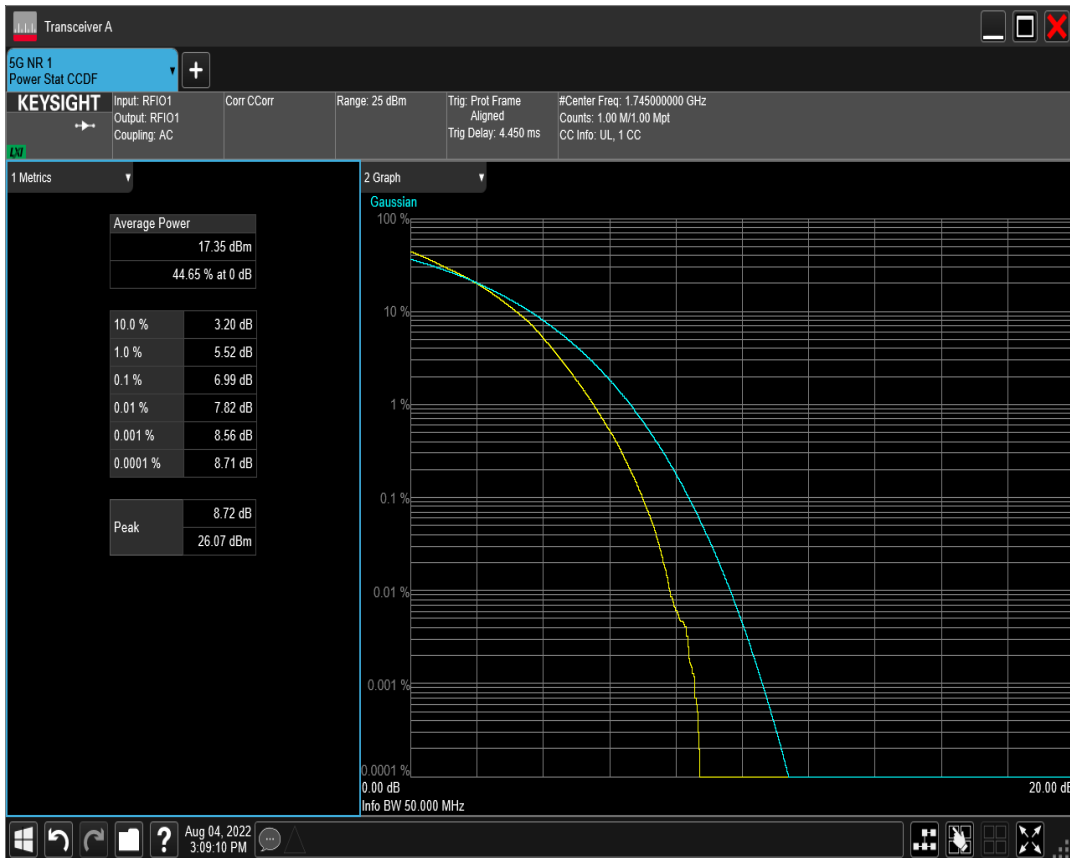 Transceiver A
5G NR 1
Power Stat CCDF
+
KEYSIGHT
LXI
Input: RFIO1
Output: RFIO1
Coupling: AC
Corr CCorr
Range: 25 dBm
Trig: Prot Frame
Aligned
Trig Delay: 4.450 ms
#Center Freq: 1.745000000 GHz
Counts: 1.00 M/1.00 Mpt
CC Info: UL, 1 CC
1 Metrics
Average Power
17.35 dBm
44.65 % at 0 dB
10.0 % 3.20 dB
1.0 % 5.52 dB
0.1 % 6.99 dB
0.01 % 7.82 dB
0.001 % 8.56 dB
0.0001 % 8.71 dB
Peak
8.72 dB
26.07 dBm
2 Graph
Gaussian
100 %
10 %
1 %
0.1 %
0.01 %
0.001 %
0.0001 %
0.00 dB 20.00 dB
Info BW 50.000 MHz
?
Aug 04, 2022
3:09:10 PM